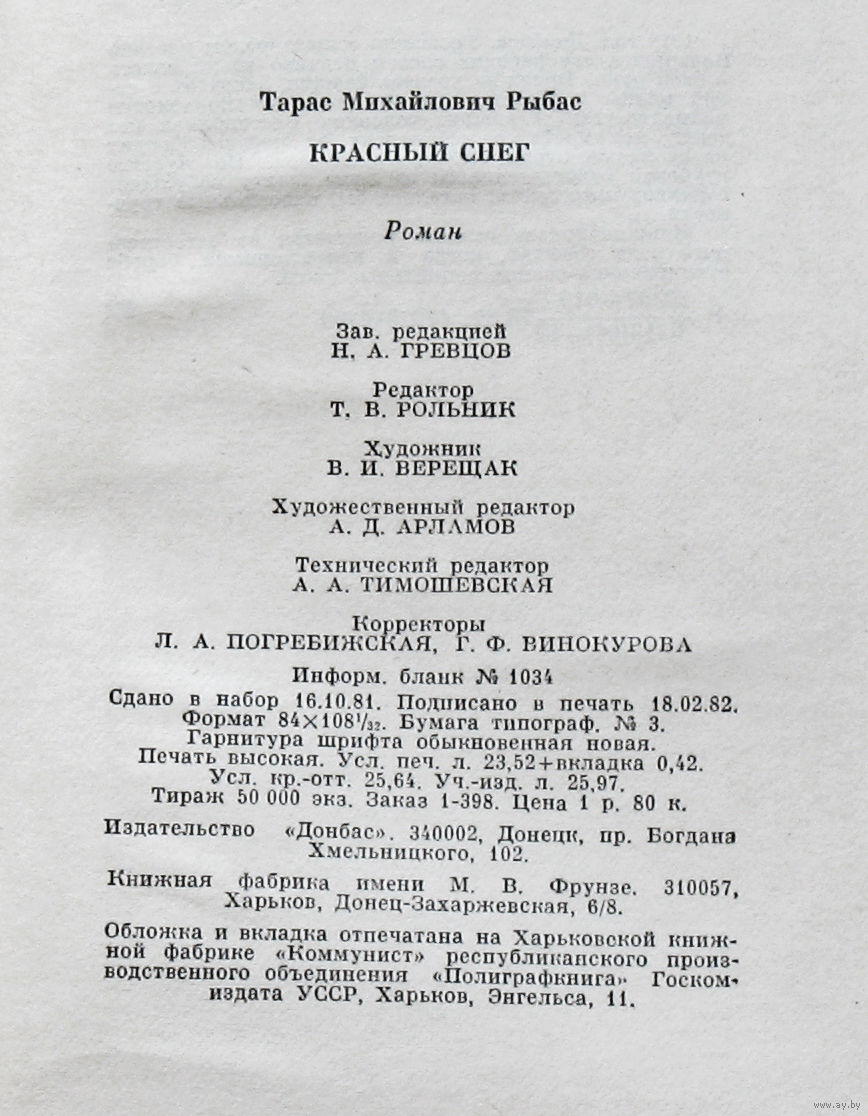 Тарас Михайлович Рыбас
КРАСНЫЙ СНЕГ
Роман
Зав. редакцией
Н. А. ГРЕВЦОВ
Редактор
Т. В. РОЛЬНИК
Художник
В. И. ВЕРЕЩАК
Художественный редактор
А. Д. АРЛАМОВ
Технический редактор
А. А. ТИМОШЕВСКАЯ
Корректоры
Л. А. ПОГРЕБИЖСКАЯ, Г. Ф. ВИНОКУРОВА
Информ. бланк № 1034
Сдано в набор 16.10.81. Подписано в печать 18.02.82.
Формат 84×108¹/₃₂. Бумага типограф. № 3.
Гарнитура шрифта обыкновенная новая.
Печать высокая. Усл. печ. л. 23,52+вкладка 0,42.
Усл. кр.-отт. 25,64. Уч.-изд. л. 25,97.
Тираж 50 000 экз. Заказ 1-398. Цена 1 р. 80 к.
Издательство «Донбас». 340002, Донецк, пр. Богдана
Хмельницкого, 102.
Книжная фабрика имени М. В. Фрунзе. 310057,
Харьков, Донец-Захаржевская, 6/8.
Обложка и вкладка отпечатана на Харьковской книж-
ной фабрике «Коммунист» республиканского произ-
водственного объединения «Полиграфкнига» Госком-
издата УССР, Харьков, Энгельса, 11.
www.ay.by